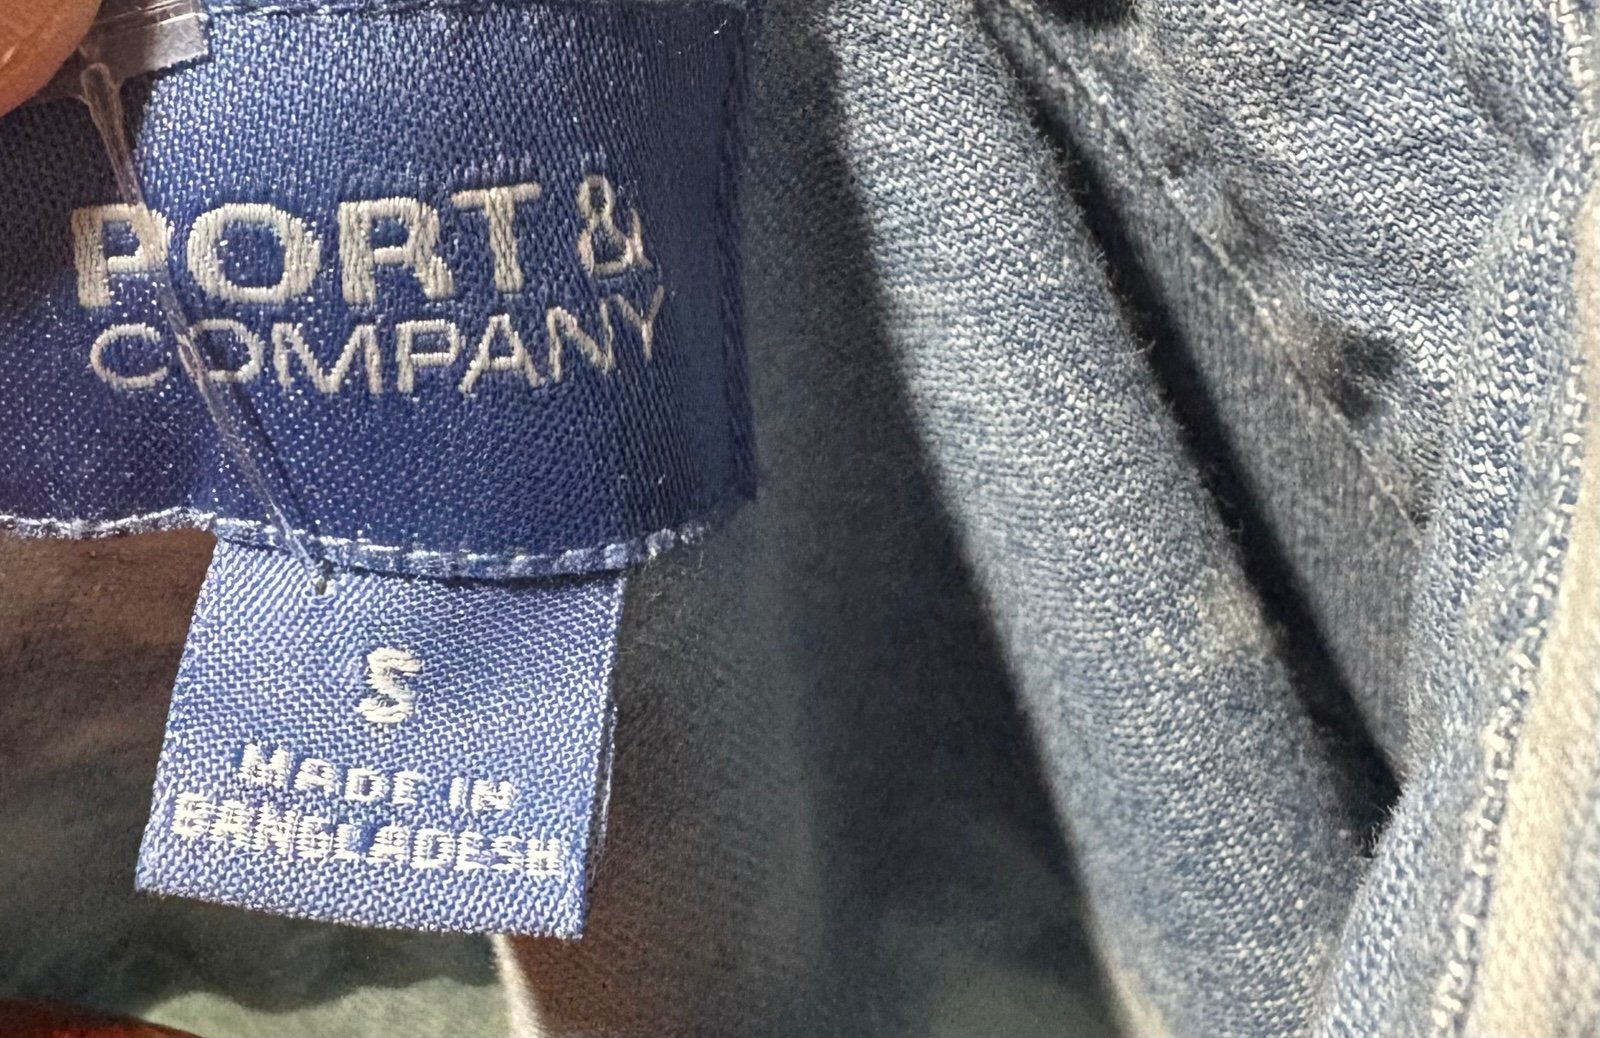 PORT &
COMPANY
S
MADE IN
BANGLADESH